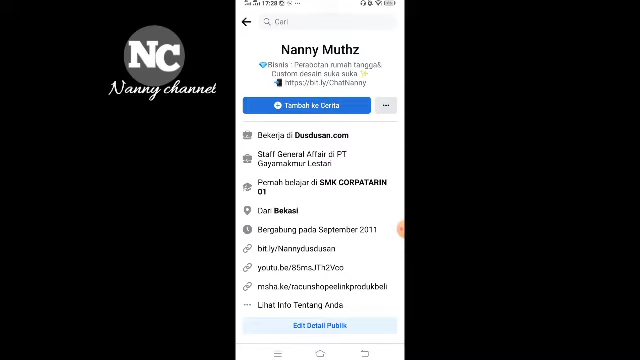 NC
Nanny channel
17:28
Cari
Nanny Muthz
💎Bisnis : Perabotan rumah tangga&
Custom desain suka suka ✨
📲 https://bit.ly/ChatNanny
Tambah ke Cerita
Bekerja di Dusdusan.com
Staff General Affair di PT
Gayamakmur Lestari
Pernah belajar di SMK CORPATARIN
01
Dari Bekasi
Bergabung pada September 2011
bit.ly/Nannydusdusan
youtu.be/85msJTh2Vco
msha.ke/racunshopeelinkprodukbeli
Lihat Info Tentang Anda
Edit Detail Publik